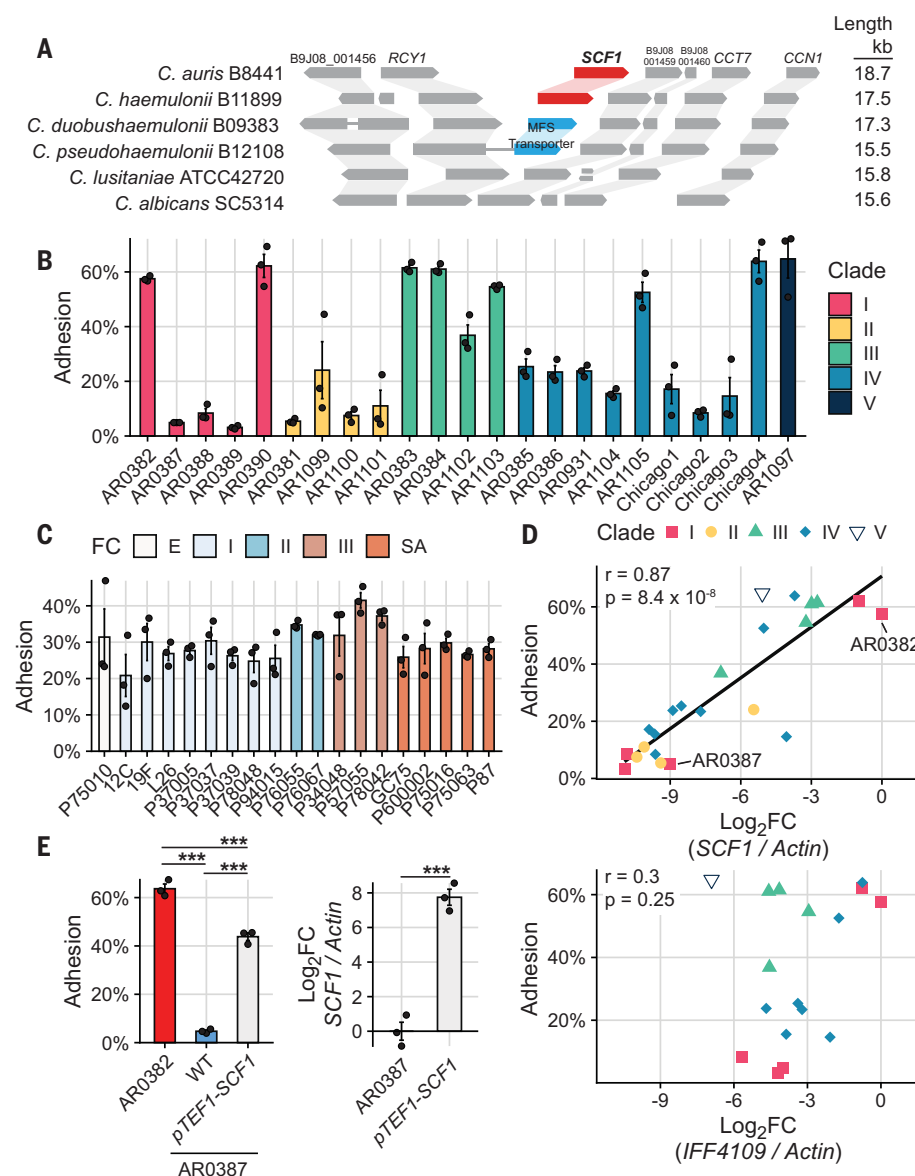 A
Length
kb
B9J08_001456
RCY1
SCF1
B9J08
001459
B9J08
001460
CCT7
CCN1
C. auris B8441
18.7
C. haemulonii B11899
17.5
C. duobushaemulonii B09383
MFS
17.3
C. pseudohaemulonii B12108
Transporter
15.5
C. lusitaniae ATCC42720
15.8
C. albicans SC5314
15.6
B
Adhesion
60%
40%
20%
0%
AR0382
AR0387
AR0388
AR0389
AR0390
AR0381
AR1099
AR1100
AR1101
AR0383
AR0384
AR1102
AR1103
AR0385
AR0386
AR0931
AR1104
AR1105
Chicago1
Chicago2
Chicago3
Chicago4
AR1097
Clade
I
II
III
IV
V
C
FC E I II III SA
Adhesion
40%
30%
20%
10%
0%
P75010
12C
19F
L26
P37005
P37037
P37039
P78048
P94015
P76055
P76067
P34048
P57055
P78042
GC75
P600002
P75016
P75063
P87
D
Clade I II III IV V
r = 0.87
p = 8.4 x 10-8
Adhesion
60%
40%
20%
0%
AR0382
AR0387
-9 -6 -3 0
Log2FC
(SCF1 / Actin)
r = 0.3
p = 0.25
Adhesion
60%
40%
20%
-9 -6 -3 0
Log2FC
(IFF4109 / Actin)
E
***
***
***
Adhesion
60%
40%
20%
0%
AR0382
WT
pTEF1-SCF1
AR0387
***
Log2FC
SCF1 / Actin
8
6
4
2
0
AR0387
pTEF1-SCF1